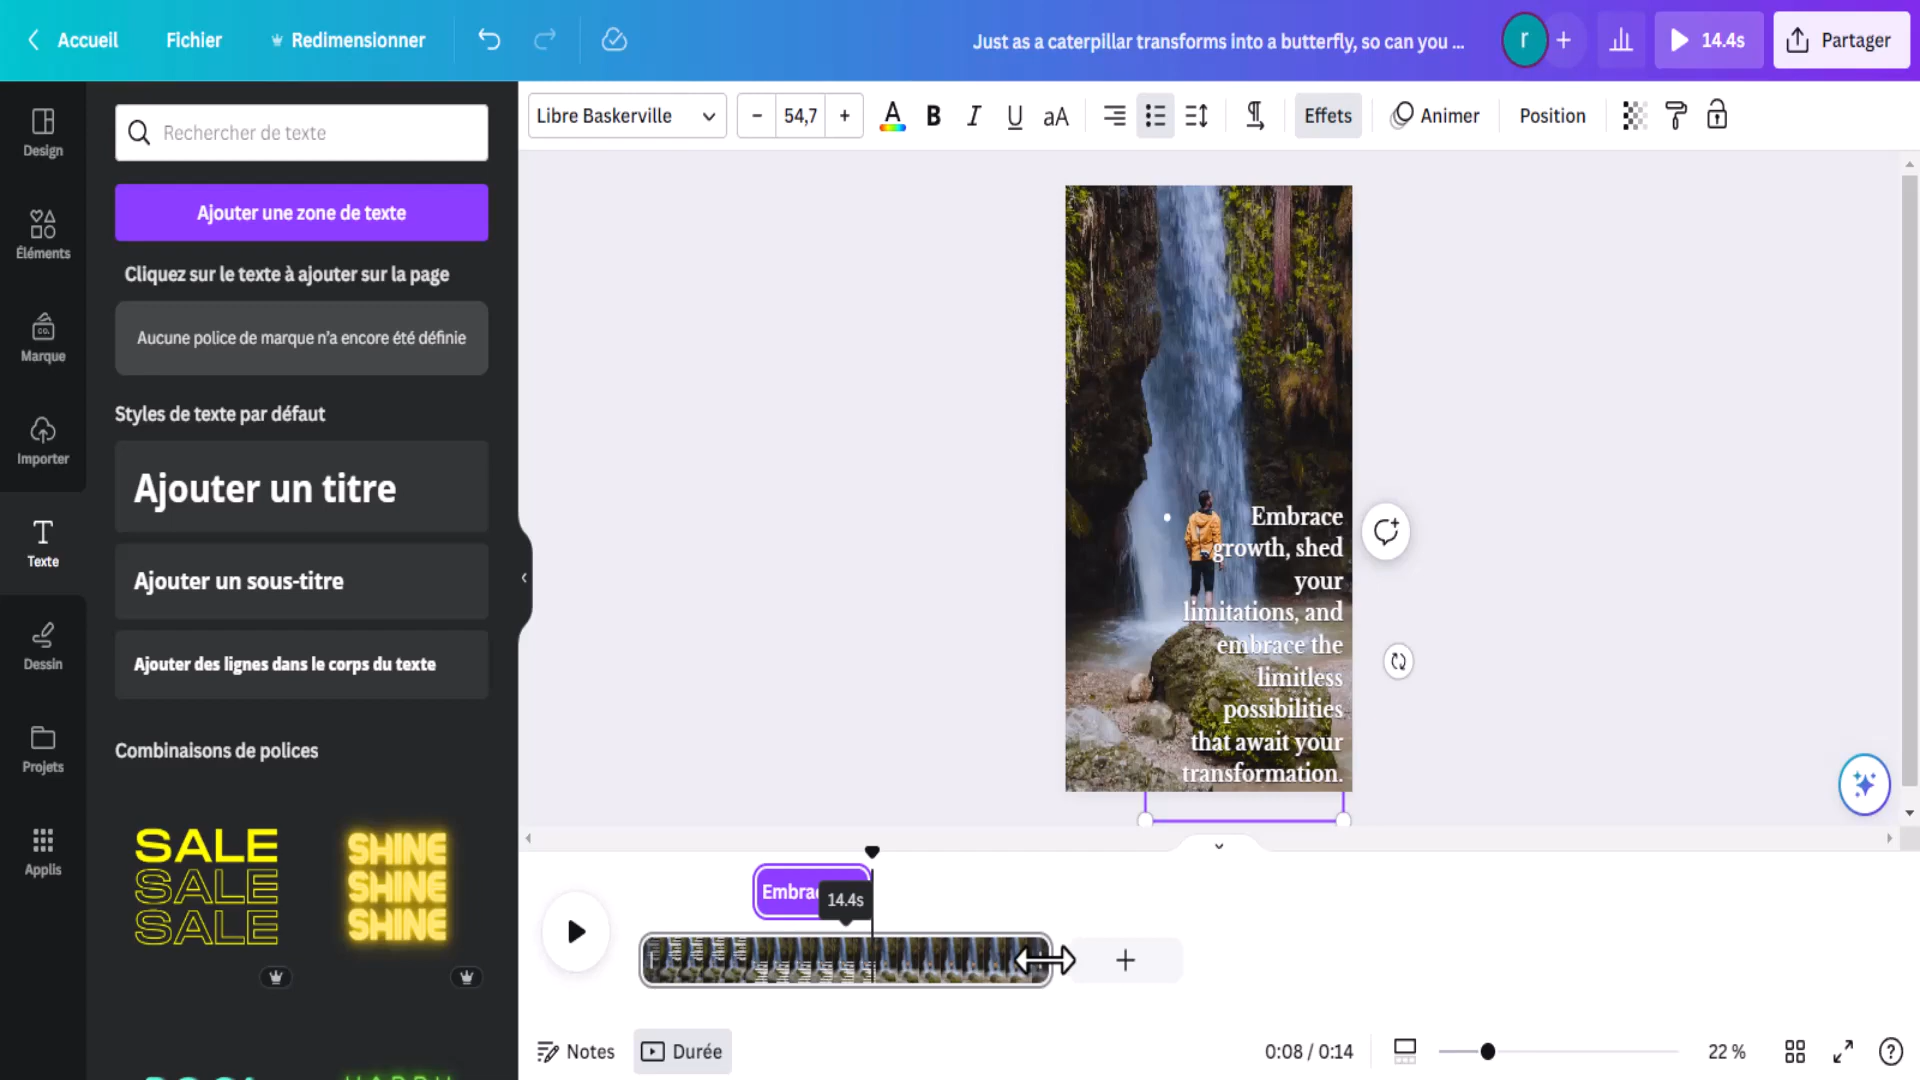 Accueil
Fichier
Redimensionner
Just as a caterpillar transforms into a butterfly, so can you ...
r
14.4s
Partager
Design
Éléments
Marque
Importer
Texte
Dessin
Projets
Applis
Rechercher de texte
Ajouter une zone de texte
Cliquez sur le texte à ajouter sur la page
Aucune police de marque n'a encore été définie
Styles de texte par défaut
Ajouter un titre
Ajouter un sous-titre
Ajouter des lignes dans le corps du texte
Combinaisons de polices
SALE
SALE
SALE
SHINE
SHINE
SHINE
Libre Baskerville
- 54,7 +
A B I U aA
Effets
Animer
Position
• Embrace
growth, shed
your
limitations, and
embrace the
limitless
possibilities
that await your
transformation.
14.4s
Notes
Durée
0:08 / 0:14
22 %